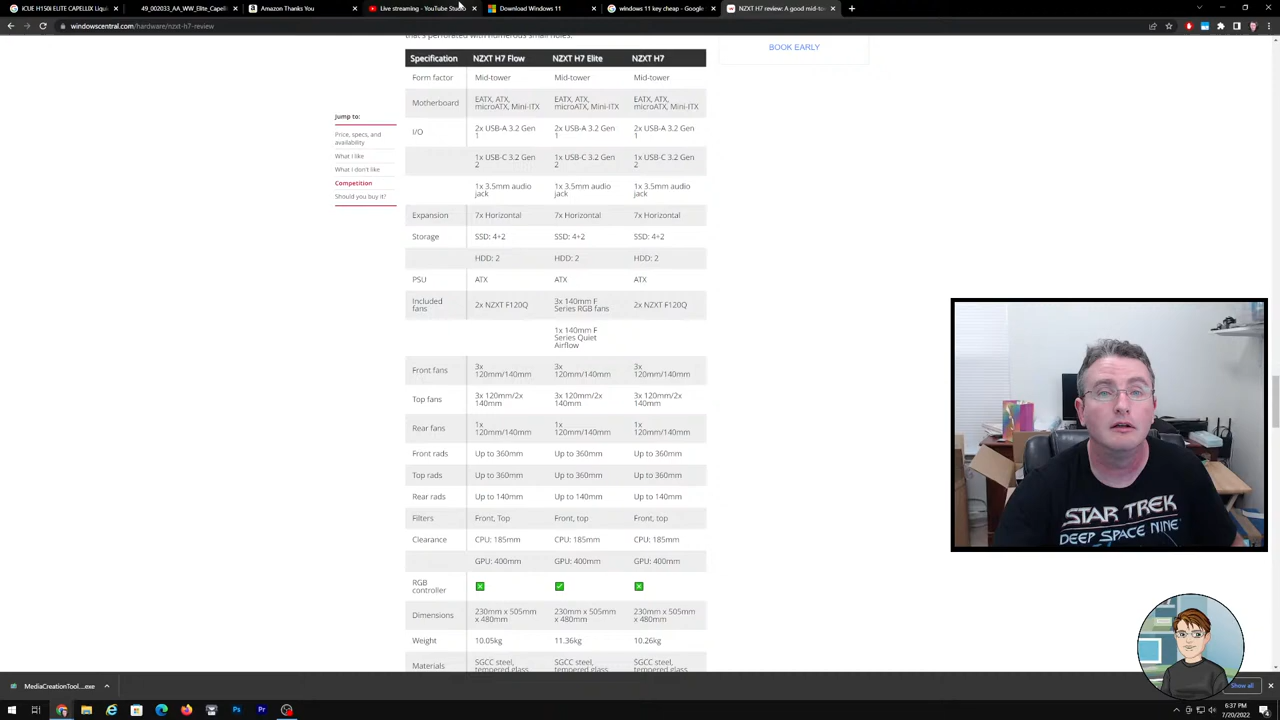 iCUE H150i ELITE CAPELLIX Liqui
49_002033_AA_WW_Elite_Capell
Amazon Thanks You
Live streaming - YouTube Studio
Download Windows 11
windows 11 key cheap - Google
NZXT H7 review: A good mid-to
windowscentral.com/hardware/nzxt-h7-review
that's perforated with numerous small holes.
BOOK EARLY
Jump to:
Price, specs, and
availability
What I like
What I don't like
Competition
Should you buy it?
Specification NZXT H7 Flow NZXT H7 Elite NZXT H7
Form factor Mid-tower Mid-tower Mid-tower
Motherboard EATX, ATX, microATX, Mini-ITX EATX, ATX, microATX, Mini-ITX EATX, ATX, microATX, Mini-ITX
I/O 2x USB-A 3.2 Gen 1 2x USB-A 3.2 Gen 1 2x USB-A 3.2 Gen 1
1x USB-C 3.2 Gen 2 1x USB-C 3.2 Gen 2 1x USB-C 3.2 Gen 2
1x 3.5mm audio jack 1x 3.5mm audio jack 1x 3.5mm audio jack
Expansion 7x Horizontal 7x Horizontal 7x Horizontal
Storage SSD: 4+2 SSD: 4+2 SSD: 4+2
HDD: 2 HDD: 2 HDD: 2
PSU ATX ATX ATX
Included fans 2x NZXT F120Q 3x 140mm F Series RGB fans 2x NZXT F120Q
1x 140mm F Series Quiet Airflow
Front fans 3x 120mm/140mm 3x 120mm/140mm 3x 120mm/140mm
Top fans 3x 120mm/2x 140mm 3x 120mm/2x 140mm 3x 120mm/2x 140mm
Rear fans 1x 120mm/140mm 1x 120mm/140mm 1x 120mm/140mm
Front rads Up to 360mm Up to 360mm Up to 360mm
Top rads Up to 360mm Up to 360mm Up to 360mm
Rear rads Up to 140mm Up to 140mm Up to 140mm
Filters Front, Top Front, top Front, top
Clearance CPU: 185mm CPU: 185mm CPU: 185mm
GPU: 400mm GPU: 400mm GPU: 400mm
RGB controller
Dimensions 230mm x 505mm x 480mm 230mm x 505mm x 480mm 230mm x 505mm x 480mm
Weight 10.05kg 11.36kg 10.26kg
Materials SGCC steel, tempered glass SGCC steel, tempered glass SGCC steel, tempered glass
STAR TREK
DEEP SPACE NINE
MediaCreationTool....exe
Show all
6:37 PM
7/20/2022